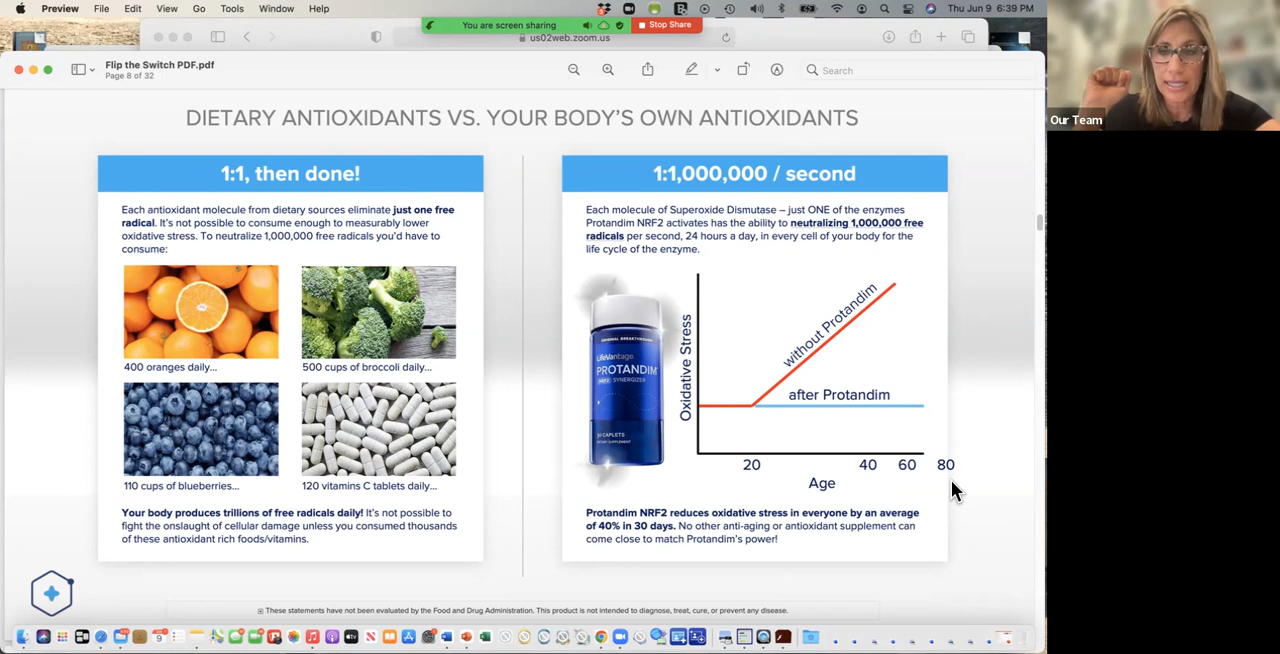 Preview File Edit View Go Tools Window Help
Thu Jun 9 6:39 PM
You are screen sharing
Stop Share
us02web.zoom.us
Flip the Switch PDF.pdf
Page 8 of 32
Search
Our Team
DIETARY ANTIOXIDANTS VS. YOUR BODY'S OWN ANTIOXIDANTS
1:1, then done!
Each antioxidant molecule from dietary sources eliminate just one free
radical. It's not possible to consume enough to measurably lower
oxidative stress. To neutralize 1,000,000 free radicals you'd have to
consume:
400 oranges daily...
500 cups of broccoli daily...
110 cups of blueberries...
120 vitamins C tablets daily...
Your body produces trillions of free radicals daily! It's not possible to
fight the onslaught of cellular damage unless you consumed thousands
of these antioxidant rich foods/vitamins.
1:1,000,000 / second
Each molecule of Superoxide Dismutase – just ONE of the enzymes
Protandim NRF2 activates has the ability to neutralizing 1,000,000 free
radicals per second, 24 hours a day, in every cell of your body for the
life cycle of the enzyme.
ORIGINAL BREAKTHROUGH
LifeVantage
PROTANDIM
NRF2 SYNERGIZER
30 CAPLETS
DIETARY SUPPLEMENT
Oxidative Stress
without Protandim
after Protandim
20 40 60 80
Age
Protandim NRF2 reduces oxidative stress in everyone by an average
of 40% in 30 days. No other anti-aging or antioxidant supplement can
come close to match Protandim's power!
These statements have not been evaluated by the Food and Drug Administration. This product is not intended to diagnose, treat, cure, or prevent any disease.